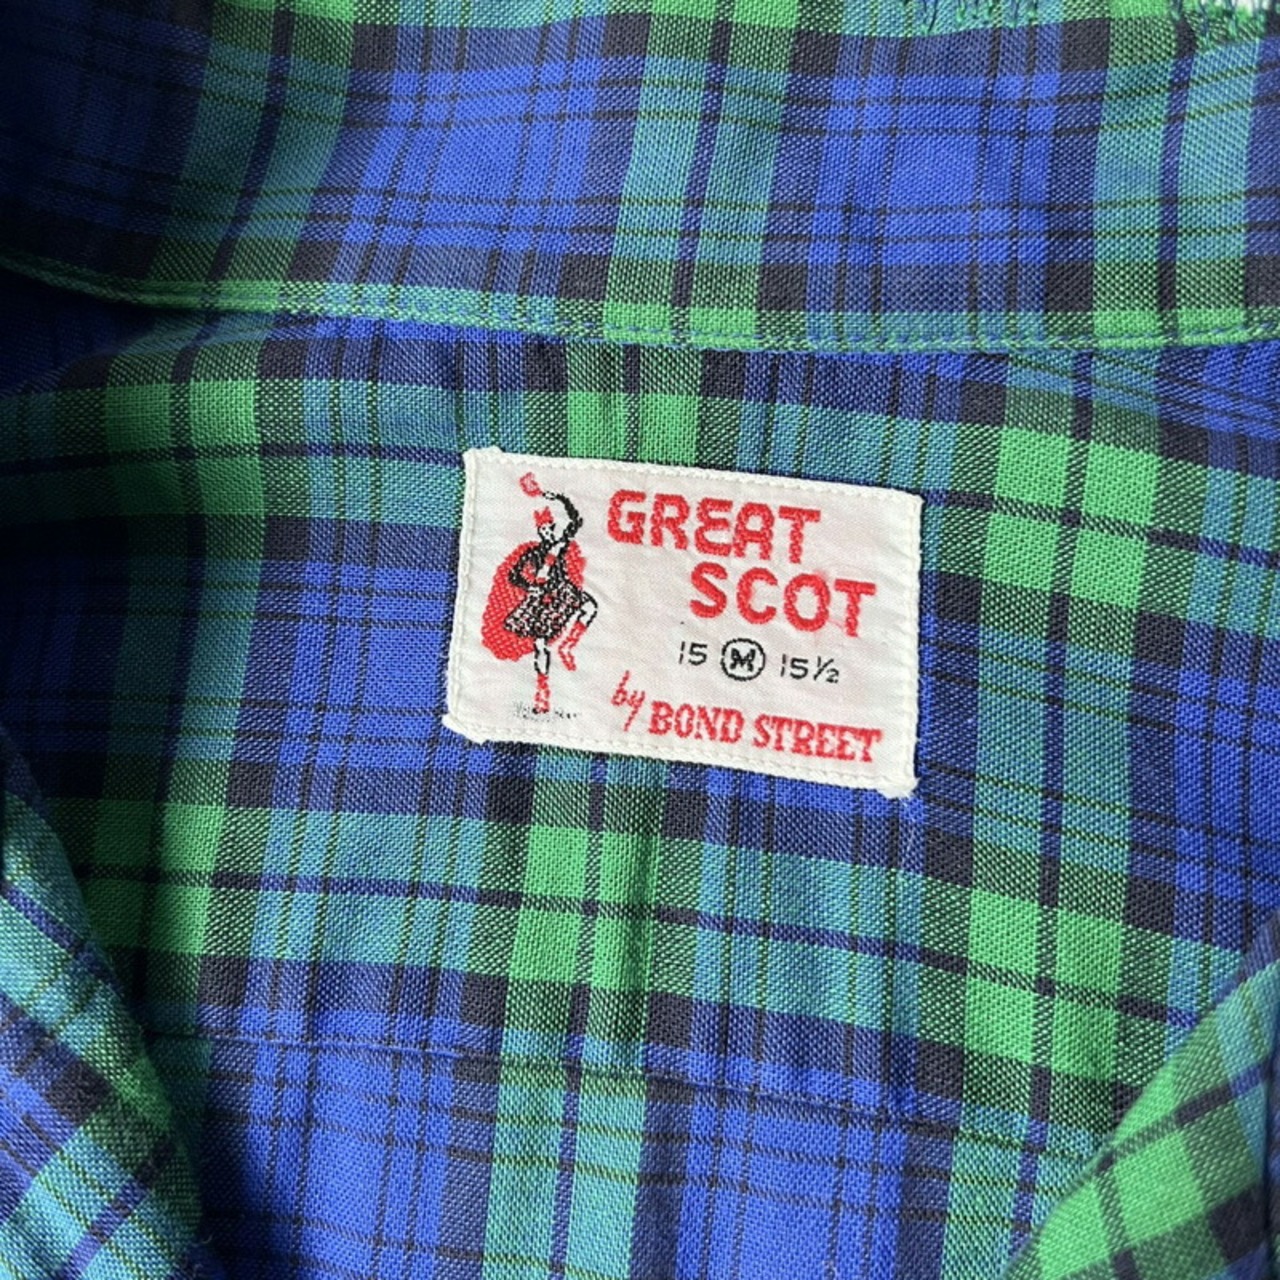 GREAT
SCOT
15 M 15½
by BOND STREET